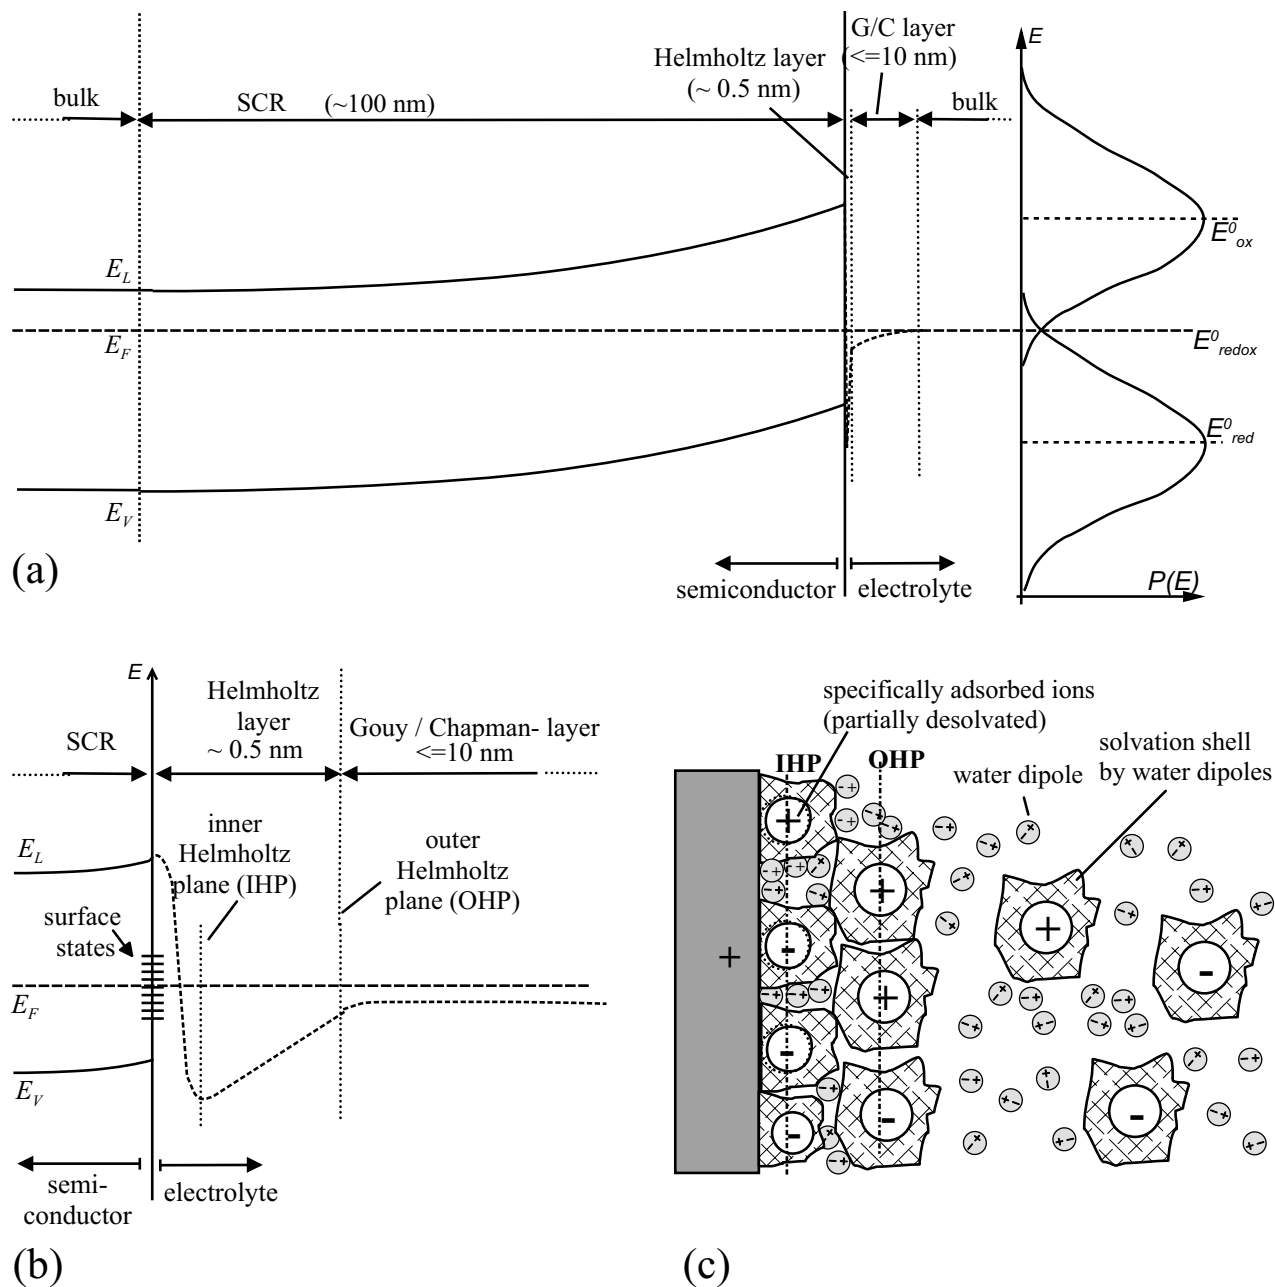 G/C layer
(<=10 nm)
E
Helmholtz layer
(~ 0.5 nm)
bulk
SCR (~100 nm)
bulk
E⁰ox
E_L
E_F
E⁰redox
E⁰red
E_V
(a)
semiconductor
electrolyte
P(E)
E
Helmholtz
layer
~ 0.5 nm
SCR
Gouy / Chapman- layer
<=10 nm
inner
Helmholtz
plane (IHP)
outer
Helmholtz
plane (OHP)
E_L
surface
states
E_F
E_V
semi-
conductor
electrolyte
(b)
specifically adsorbed ions
(partially desolvated)
solvation shell
by water dipoles
water dipole
IHP
OHP
+
+
+
+
+
-
-
-
-
-
-
(c)